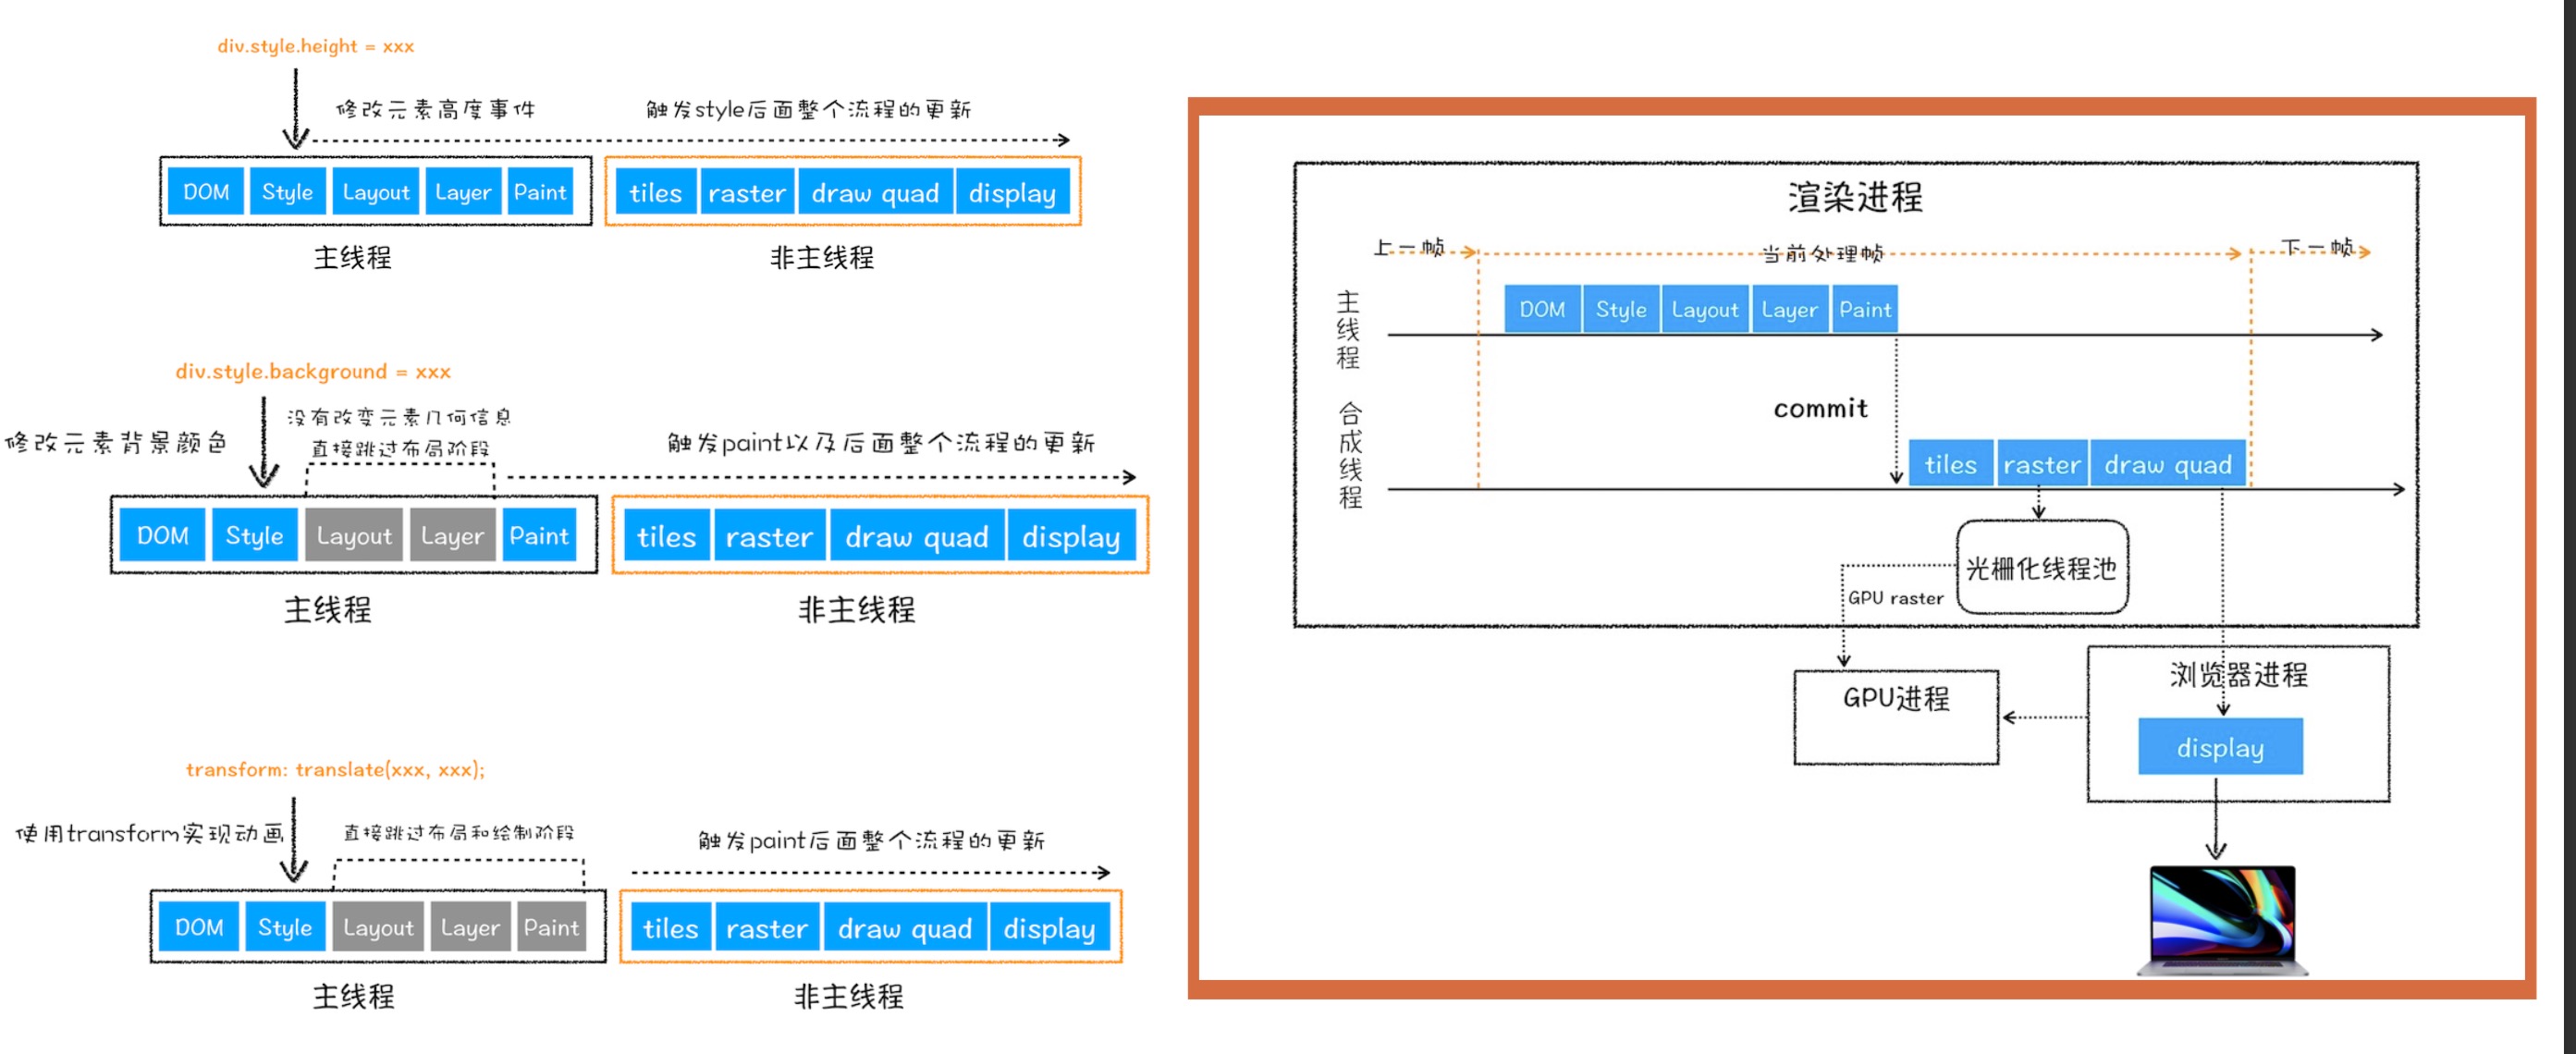 div.style.height = xxx
修改元素高度事件
触发style后面整个流程的更新
DOM Style Layout Layer Paint
tiles raster draw quad display
主线程
非主线程
div.style.background = xxx
修改元素背景颜色
没有改变元素几何信息
直接跳过布局阶段
触发paint以及后面整个流程的更新
DOM Style Layout Layer Paint
tiles raster draw quad display
主线程
非主线程
transform: translate(xxx, xxx);
使用transform实现动画
直接跳过布局和绘制阶段
触发paint后面整个流程的更新
DOM Style Layout Layer Paint
tiles raster draw quad display
主线程
非主线程
渲染进程
上一帧
当前处理帧
下一帧
主线程
DOM Style Layout Layer Paint
commit
合成线程
tiles raster draw quad
光栅化线程池
GPU raster
GPU进程
浏览器进程
display